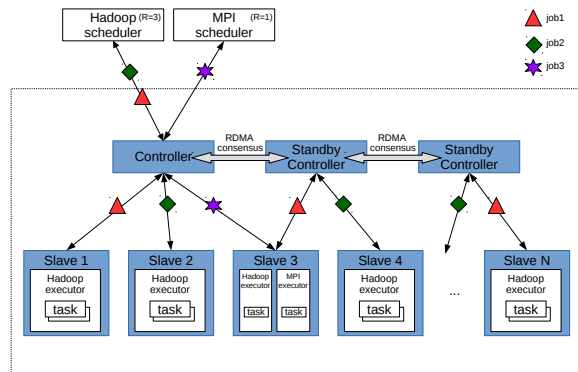 Hadoop (R=3)
scheduler
MPI (R=1)
scheduler
job1
job2
job3
Controller
RDMA
consensus
Standby
Controller
RDMA
consensus
Standby
Controller
Slave 1
Hadoop
executor
task
Slave 2
Hadoop
executor
task
Slave 3
Hadoop
executor
task
MPI
executor
task
Slave 4
Hadoop
executor
task
...
Slave N
Hadoop
executor
task